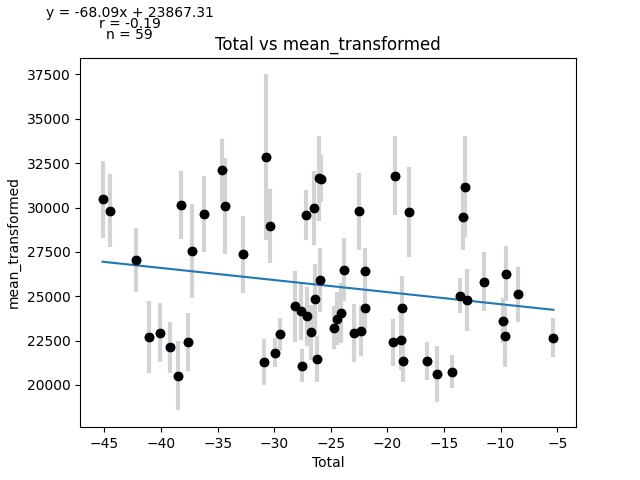 y = -68.09x + 23867.31
r = -0.19
n = 59
Total vs mean_transformed
37500
35000
32500
30000
27500
25000
22500
20000
mean_transformed
−45 −40 −35 −30 −25 −20 −15 −10 −5
Total